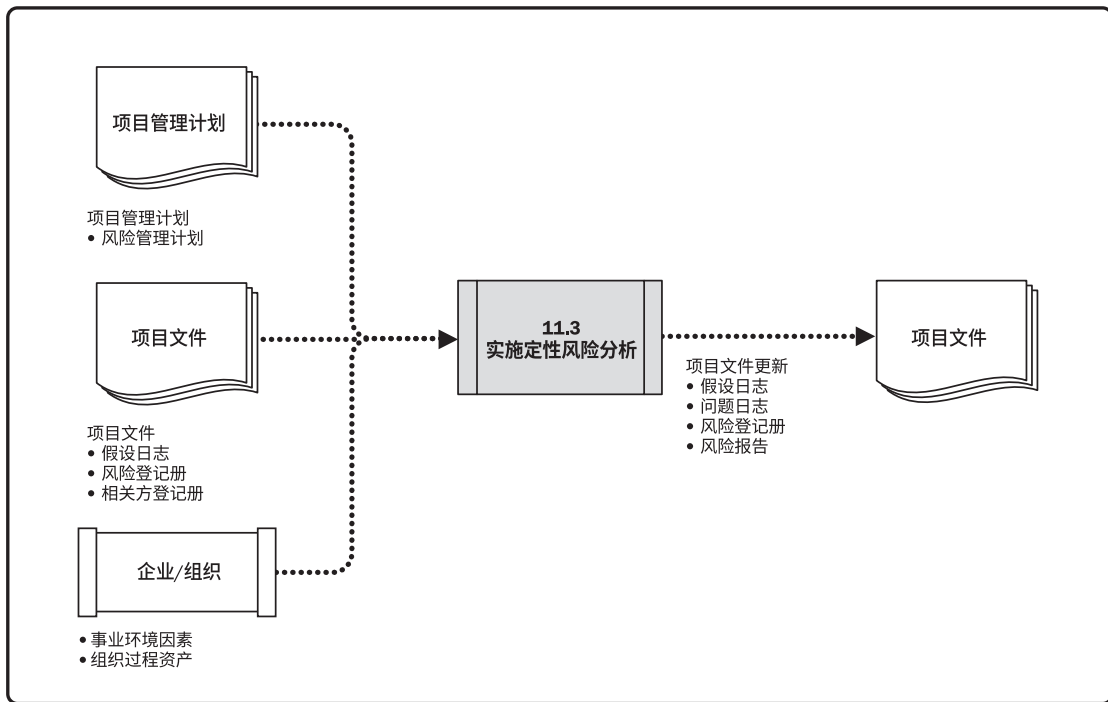 项目管理计划
项目管理计划
• 风险管理计划
项目文件
项目文件
• 假设日志
• 风险登记册
• 相关方登记册
企业/组织
• 事业环境因素
• 组织过程资产
11.3
实施定性风险分析
项目文件更新
• 假设日志
• 问题日志
• 风险登记册
• 风险报告
项目文件